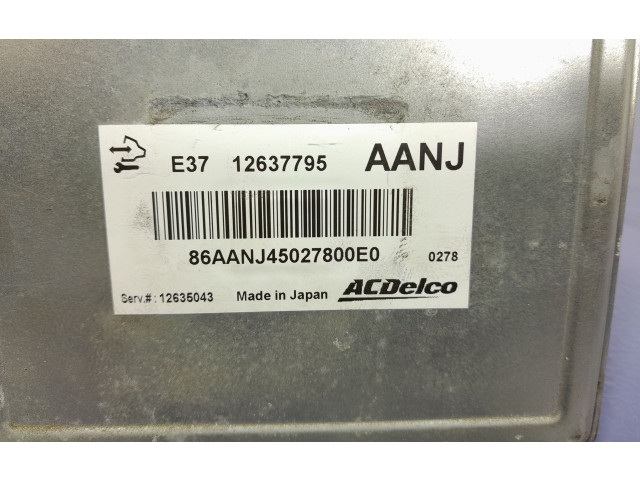 E37 12637795 AANJ
86AANJ45027800E0 0278
Serv.#: 12635043 Made in Japan ACDelco